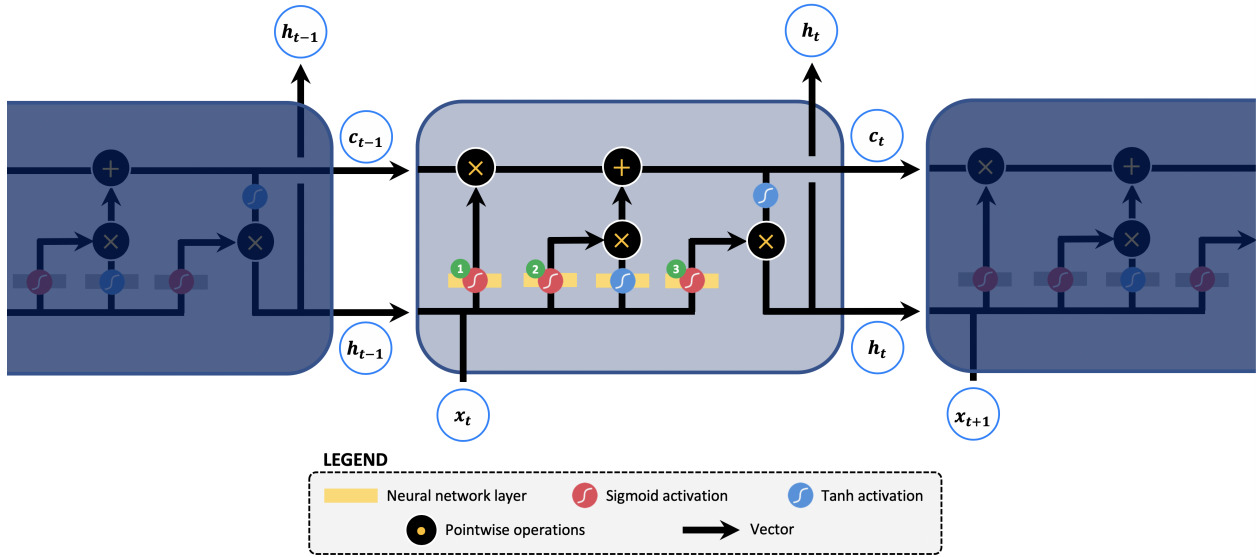 h_{t-1}
h_t
c_{t-1}
c_t
+
×
+
×
+
×
×
×
×
×
×
1
2
3
h_{t-1}
h_t
x_t
x_{t+1}
LEGEND
Neural network layer
Sigmoid activation
Tanh activation
Pointwise operations
Vector